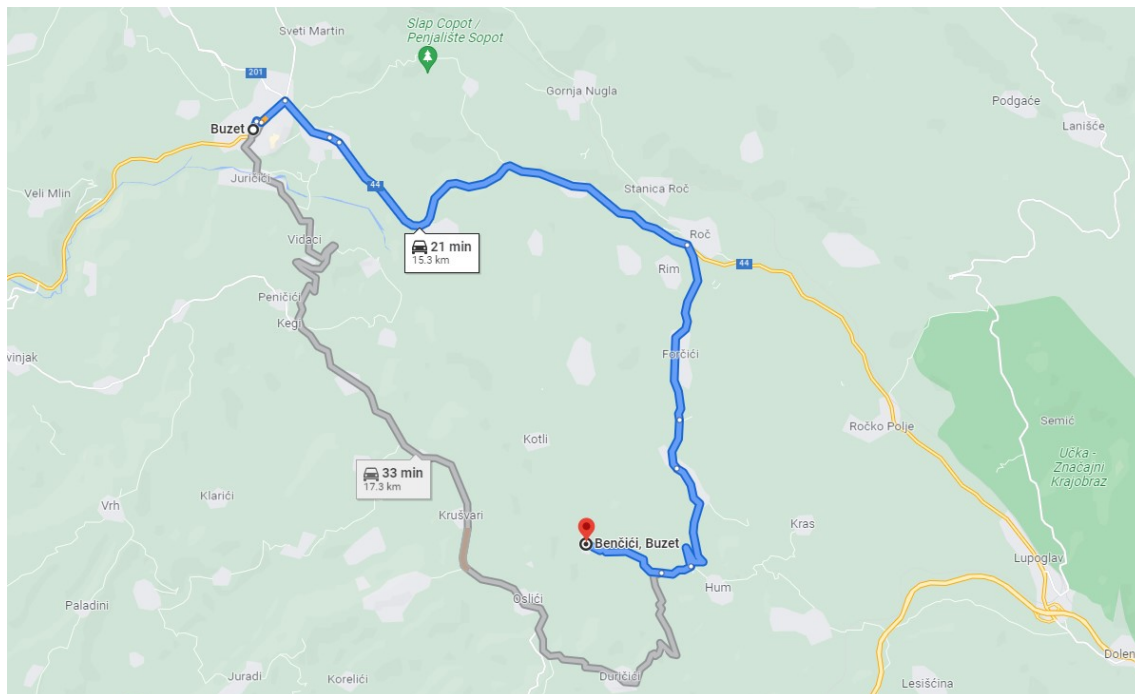 Slap Copot /
Penjalište Sopot
Sveti Martin
201
Gornja Nugla
Podgaće
Lanišće
Buzet
Juričići
44
Stanica Roč
Veli Mlin
Vidaci
21 min
15.3 km
Roč
44
Rim
Peničići
Kegi
Forčići
vinjak
Ročko Polje
Semić
Kotli
Učka -
Značajni
Krajobraz
33 min
17.3 km
Klarići
Vrh
Krušvari
Kras
Benčići, Buzet
Lupoglav
Hum
Paladini
Oslići
Dolen
Juradi
Korelići
Duričići
Lesišćina